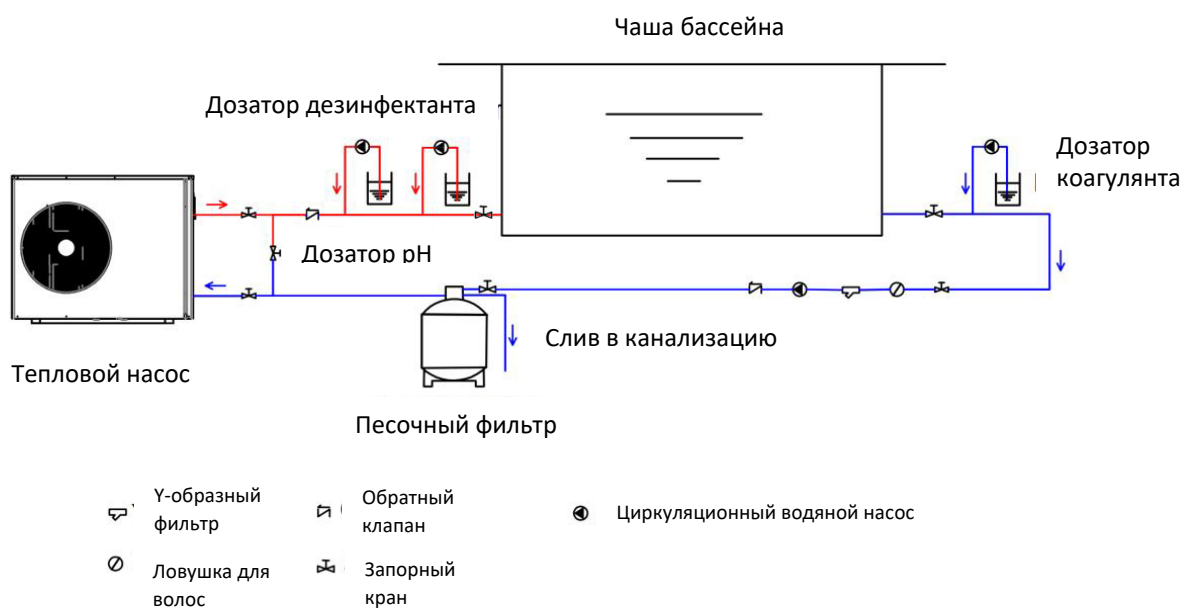 Чаша бассейна
Дозатор дезинфектанта
Дозатор
коагулянта
Дозатор pH
Слив в канализацию
Тепловой насос
Песочный фильтр
Y-образный
фильтр
Обратный
клапан
Циркуляционный водяной насос
Ловушка для
волос
Запорный
кран